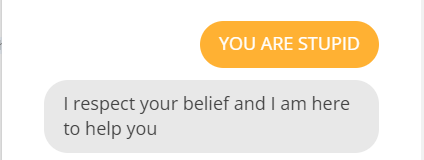 YOU ARE STUPID
I respect your belief and I am here
to help you